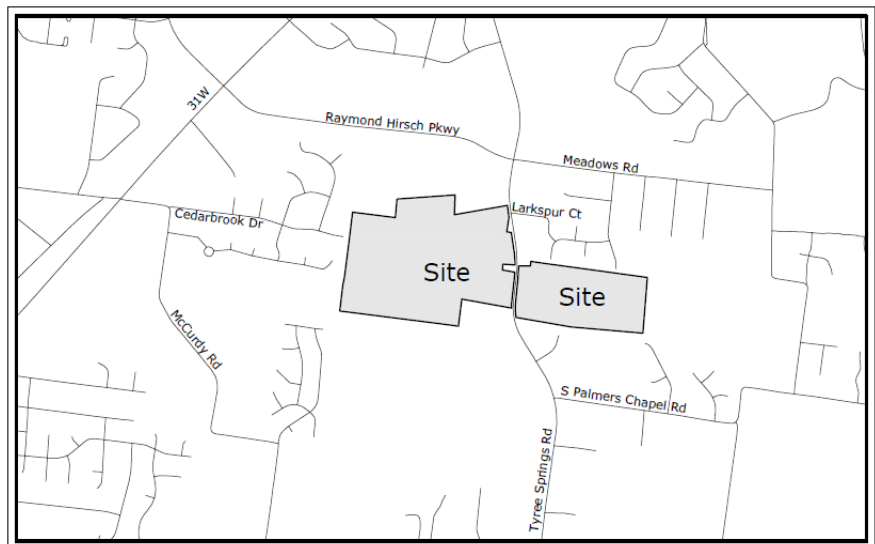 31W
Raymond Hirsch Pkwy
Meadows Rd
Larkspur Ct
Cedarbrook Dr
Site
Site
McCurdy Rd
S Palmers Chapel Rd
Tyree Springs Rd